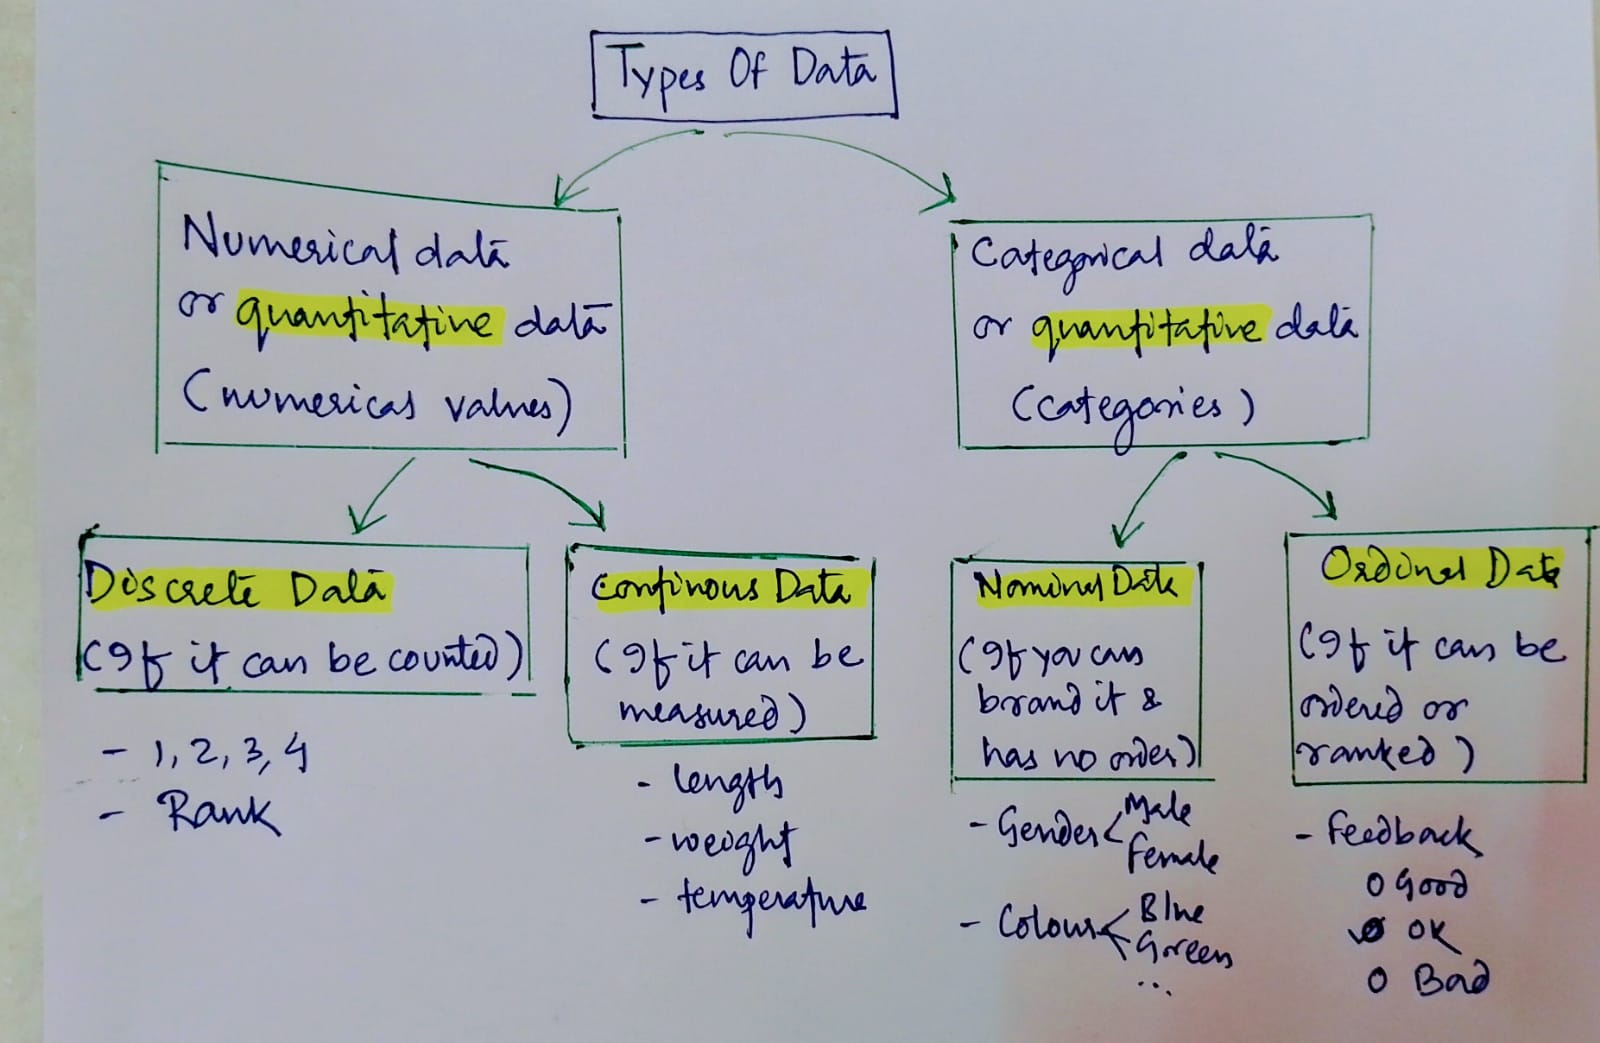 Types Of Data
Numerical data
or quantitative data
(numerical values)
Categorical data
or quantitative data
(categories)
Discrete Data
(If it can be counted)
- 1, 2, 3, 4
- Rank
Continous Data
(If it can be
measured)
- length
- weight
- temperature
Nominal Data
(If you can
brand it &
has no order)
- Gender < Male
Female
- Colour < Blue
Green
...
Ordinal Data
(If it can be
ordered or
ranked)
- Feedback
O Good
O OK
O Bad